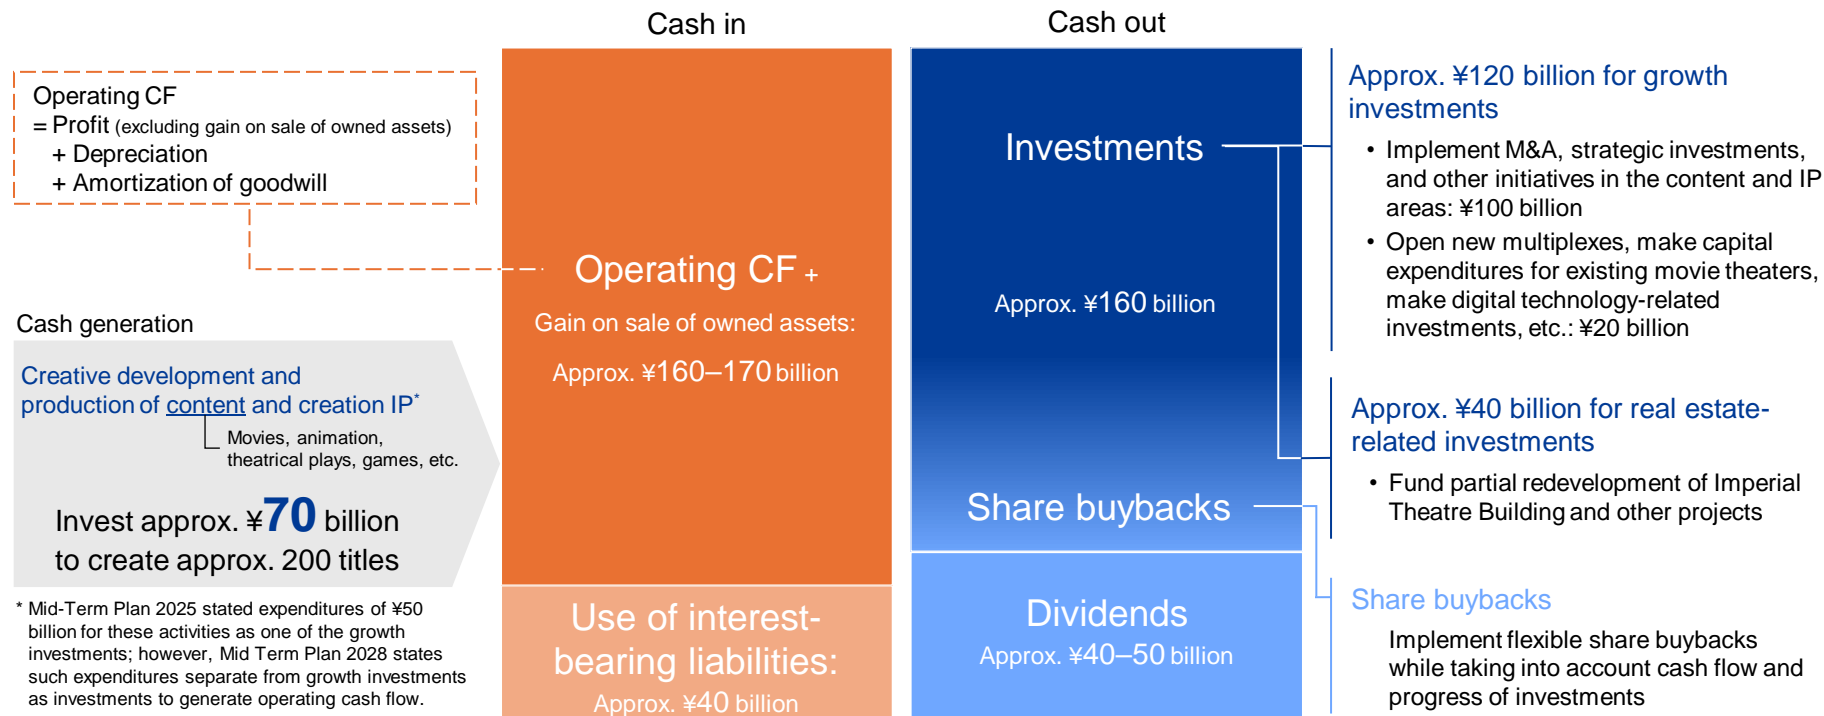 Cash in
Cash out
Operating CF
= Profit (excluding gain on sale of owned assets)
+ Depreciation
+ Amortization of goodwill
Cash generation
Creative development and
production of content and creation IP*
Movies, animation,
theatrical plays, games, etc.
Invest approx. ¥70 billion
to create approx. 200 titles
* Mid-Term Plan 2025 stated expenditures of ¥50
billion for these activities as one of the growth
investments; however, Mid Term Plan 2028 states
such expenditures separate from growth investments
as investments to generate operating cash flow.
Operating CF +
Gain on sale of owned assets:
Approx. ¥160–170 billion
Use of interest-
bearing liabilities:
Approx. ¥40 billion
Investments
Approx. ¥160 billion
Share buybacks
Dividends
Approx. ¥40–50 billion
Approx. ¥120 billion for growth
investments
• Implement M&A, strategic investments,
and other initiatives in the content and IP
areas: ¥100 billion
• Open new multiplexes, make capital
expenditures for existing movie theaters,
make digital technology-related
investments, etc.: ¥20 billion
Approx. ¥40 billion for real estate-
related investments
• Fund partial redevelopment of Imperial
Theatre Building and other projects
Share buybacks
Implement flexible share buybacks
while taking into account cash flow and
progress of investments